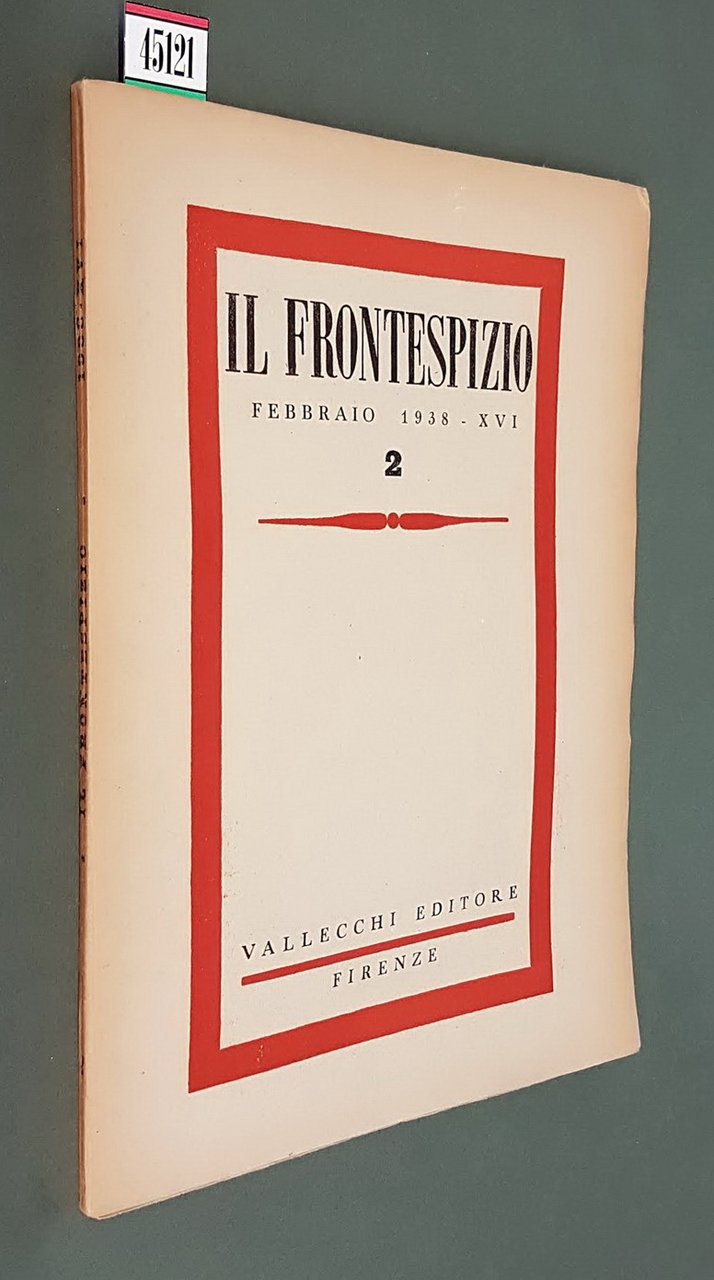 45121
IL FRONTESPIZIO
FEBBRAIO 1938 - XVI
2
VALLECCHI EDITORE
FIRENZE
IL FRONTESPIZIO